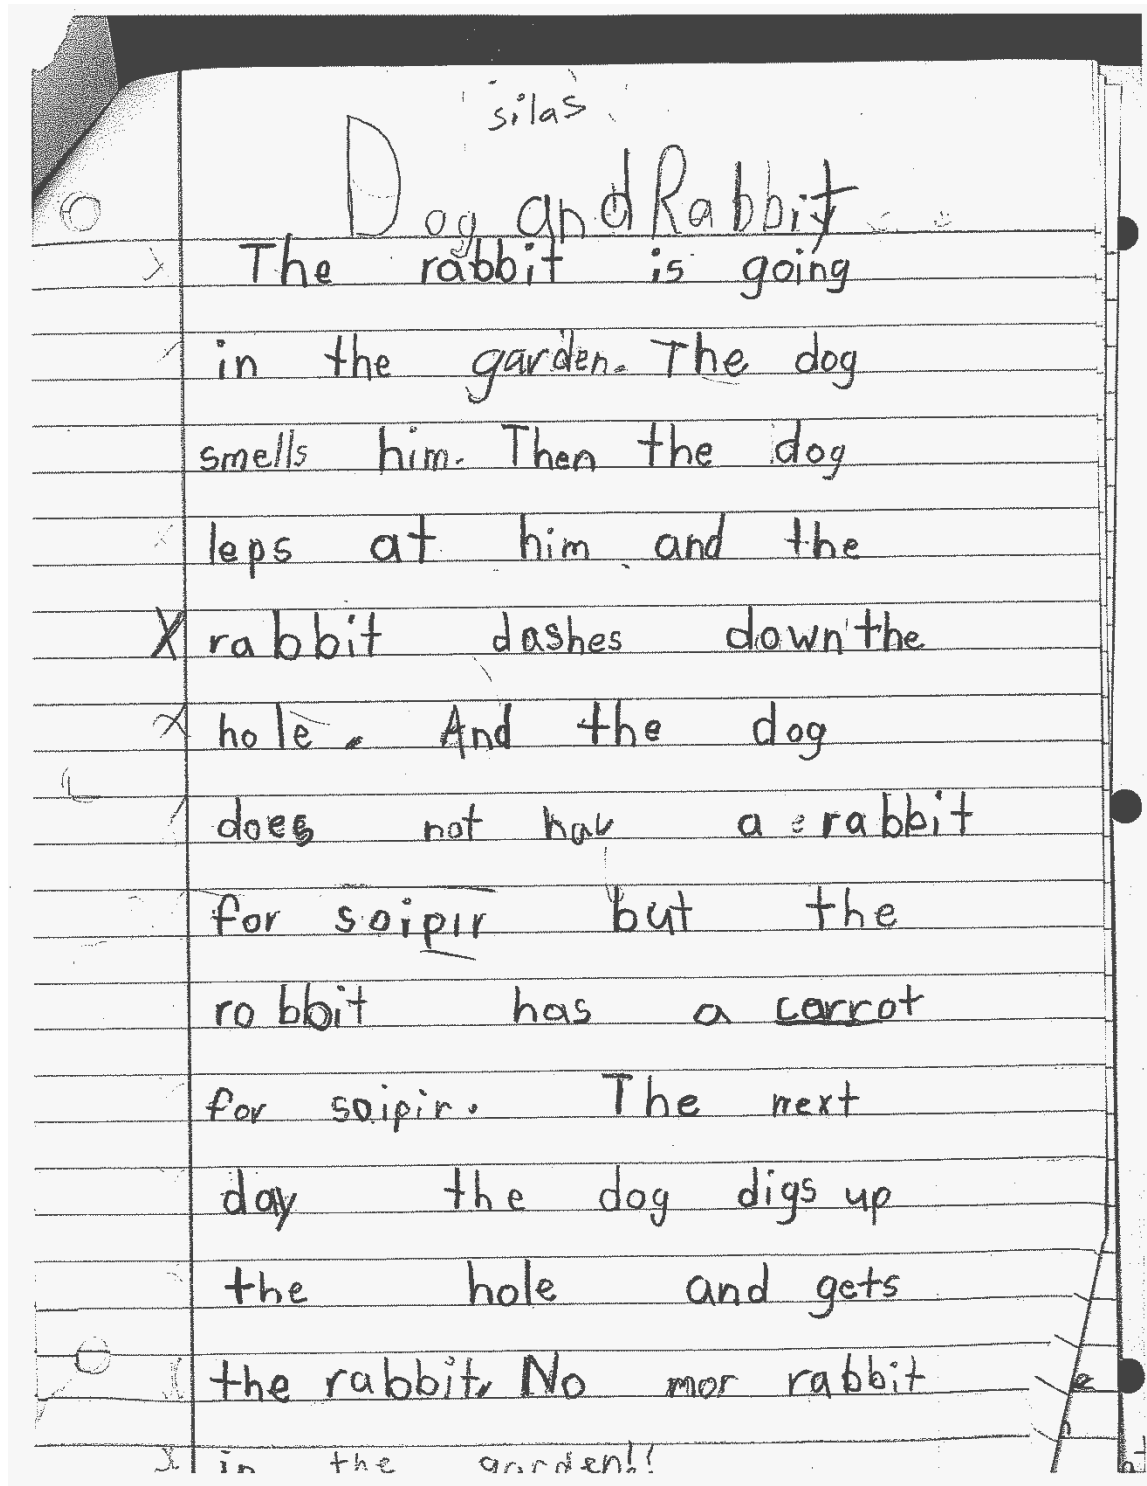 silas
Dog and Rabbit
The rabbit is going
in the garden. The dog
smells him. Then the dog
leps at him and the
X rabbit dashes down the
hole. And the dog
does not hav a rabbit
for soipir but the
robbit has a carrot
for soipir. The next
day the dog digs up
the hole and gets
the rabbit. No mor rabbit
in the garden!!